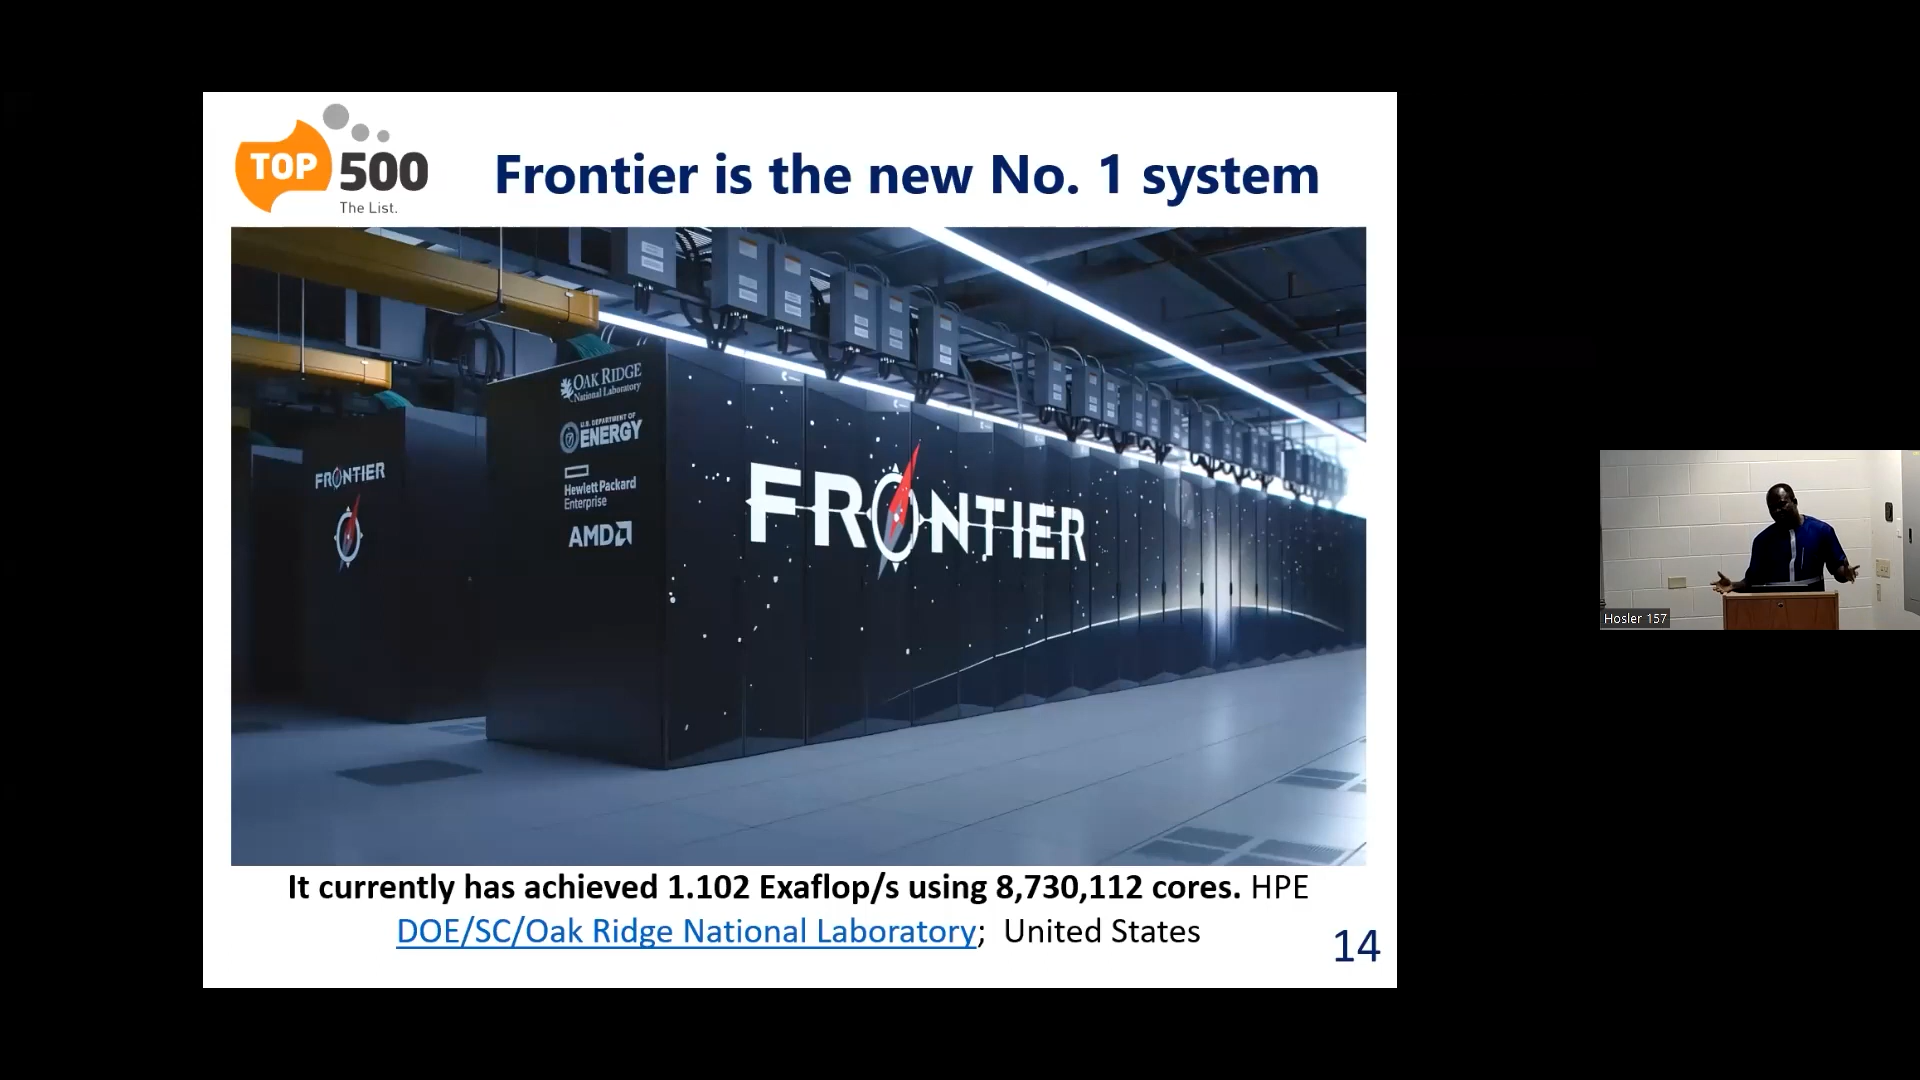 TOP 500
The List.
Frontier is the new No. 1 system
OAK RIDGE
National Laboratory
U.S. DEPARTMENT OF
ENERGY
Hewlett Packard
Enterprise
AMD
FRONTIER
FRONTIER
It currently has achieved 1.102 Exaflop/s using 8,730,112 cores. HPE
DOE/SC/Oak Ridge National Laboratory; United States
14
Hosler 157